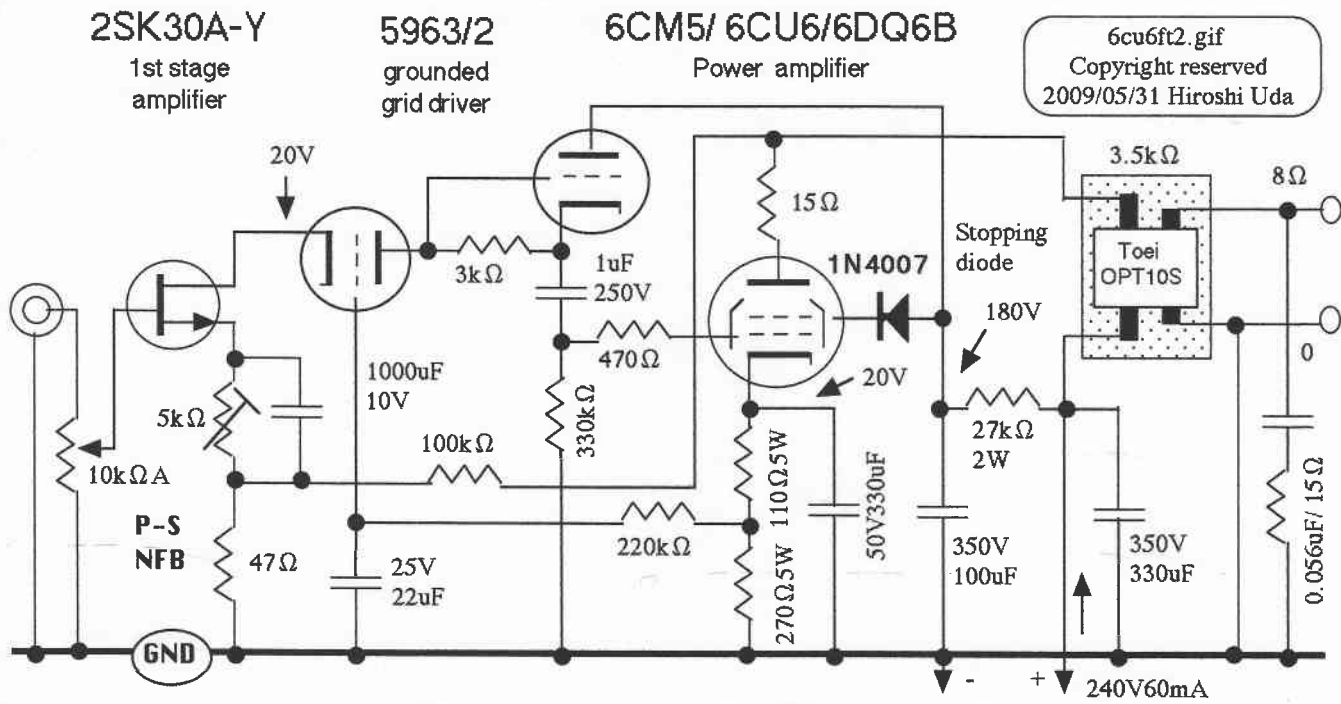 2SK30A-Y
1st stage
amplifier
5963/2
grounded
grid driver
6CM5/ 6CU6/6DQ6B
Power amplifier
6cu6ft2.gif
Copyright reserved
2009/05/31 Hiroshi Uda
20V
3kΩ
1uF
250V
15Ω
1N4007
Stopping
diode
180V
3.5kΩ
Toei
OPT10S
8Ω
0
470Ω
20V
1000uF
10V
5kΩ
10kΩA
100kΩ
330kΩ
110Ω5W
50V330uF
27kΩ
2W
P-S
NFB
47Ω
25V
22uF
220kΩ
270Ω5W
350V
100uF
350V
330uF
0.056uF/ 15Ω
GND
-
+
240V60mA